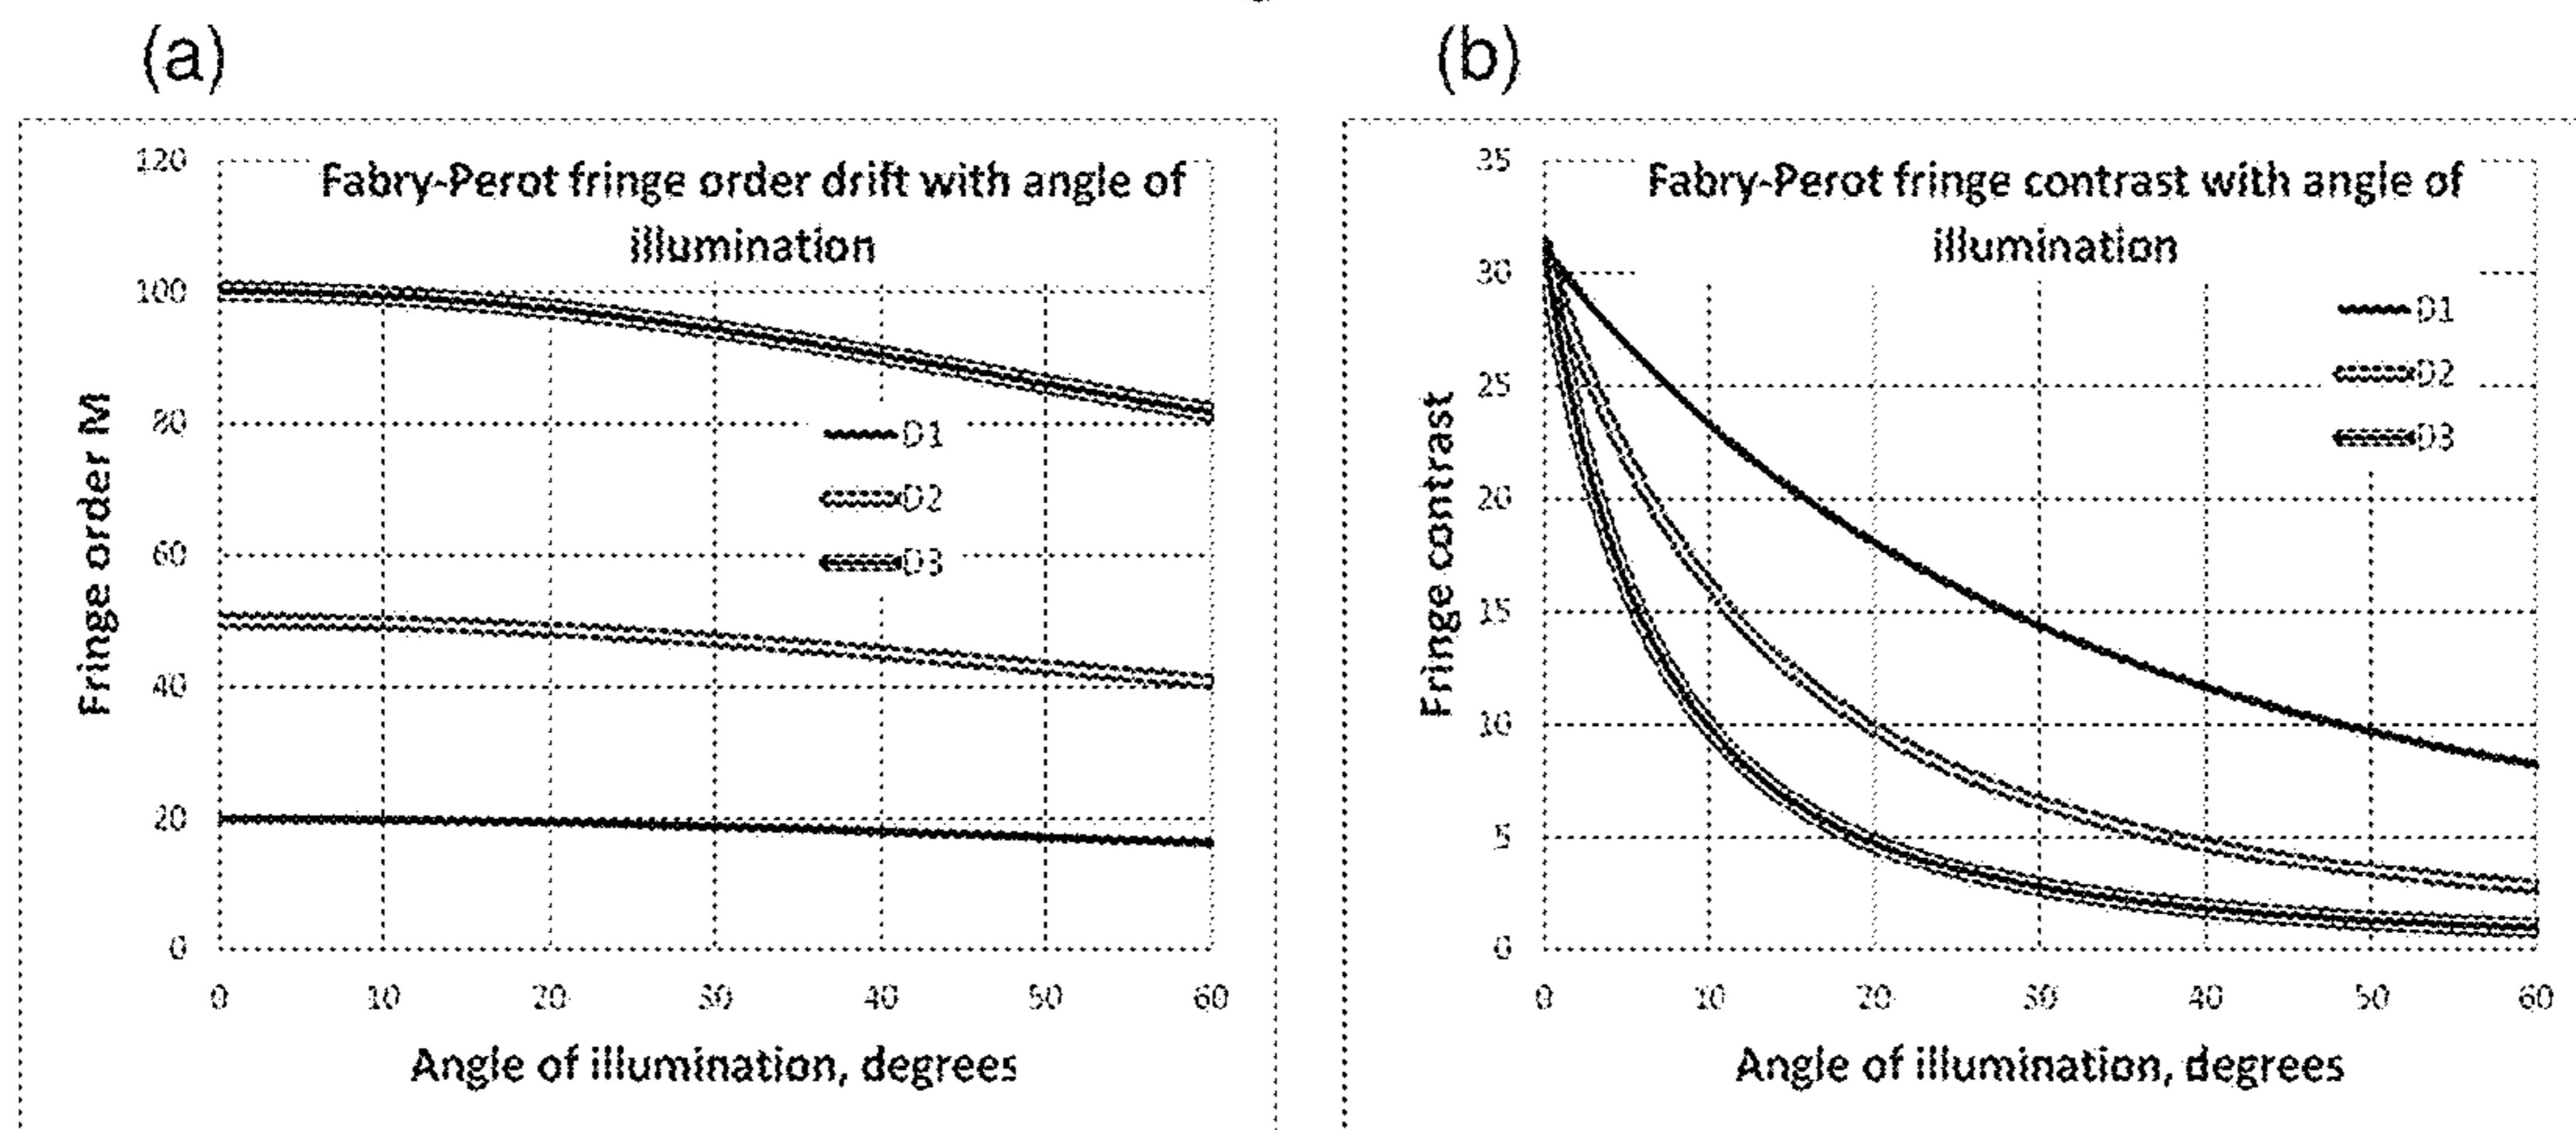 (a)
Fabry-Perot fringe order drift with angle of
illumination
120
100
80
60
40
20
0
Fringe order M
D1
D2
D3
0 10 20 30 40 50 60
Angle of illumination, degrees
(b)
Fabry-Perot fringe contrast with angle of
illumination
35
30
25
20
15
10
5
0
Fringe contrast
D1
D2
D3
0 10 20 30 40 50 60
Angle of illumination, degrees